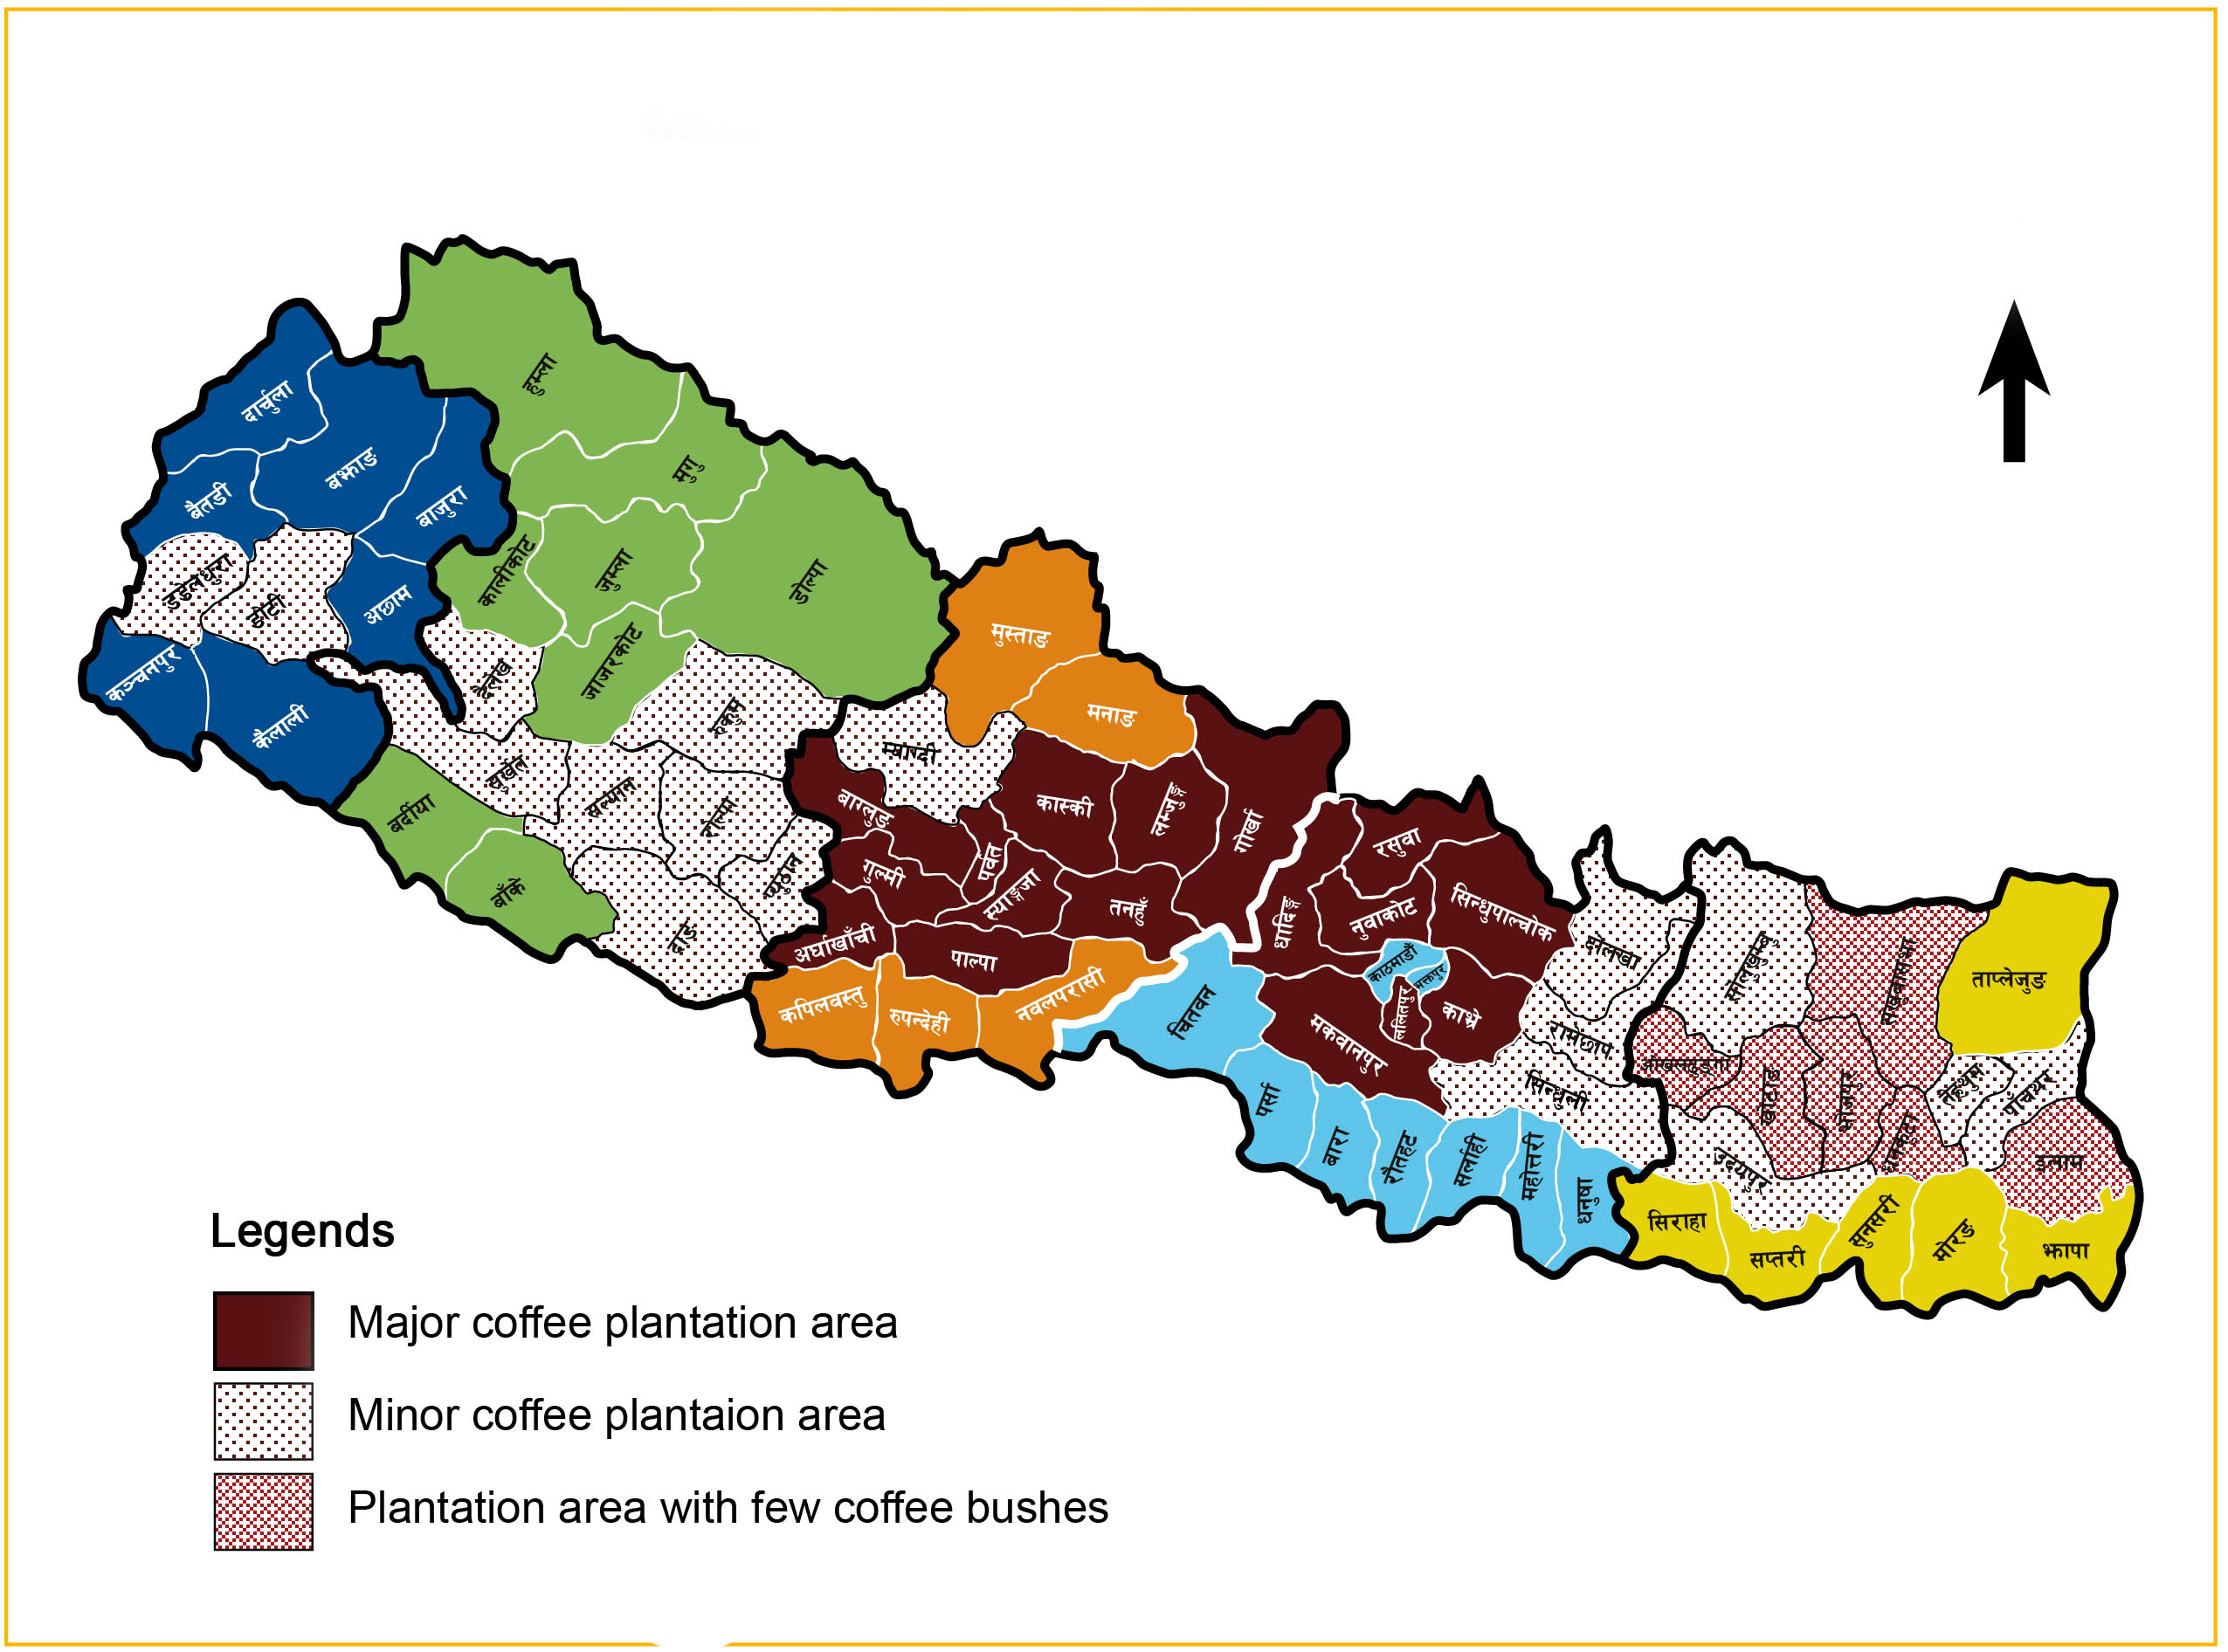 हुम्ला
दार्चुला
बझाङ
मुगु
बैतडी
बाजुरा
कालीकोट
जुम्ला
डोल्पा
डडेलधुरा
डोटी
अछाम
मुस्ताङ
कञ्चनपुर
दैलेख
जाजरकोट
रुकुम
मनाङ
कैलाली
म्याग्दी
सुर्खेत
सल्यान
रोल्पा
बर्दीया
बाग्लुङ
कास्की
लम्जुङ्ग
गोर्खा
रसुवा
बाँके
प्युठान
गुल्मी
पर्वत
स्याङ्गजा
तनहुँ
धादिङ्ग
नुवाकोट
सिन्धुपाल्चोक
दाङ
अर्घाखाँची
पाल्पा
काठमाडौं
भक्तपुर
दोलखा
सोलुखुम्बु
सङ्खुवासभा
ताप्लेजुङ
कपिलवस्तु
रुपन्देही
नवलपरासी
चितवन
मकवानपुर
ललितपुर
काभ्रे
रामेछाप
ओखलढुङ्गा
खोटाङ
भोजपुर
तेह्रथुम
पाँचथर
पर्सा
बारा
रौतहट
सर्लाही
महोत्तरी
धनुषा
सिन्धुली
उदयपुर
धनकुटा
इलाम
सिराहा
सप्तरी
सुनसरी
मोरङ
झापा
Legends
Major coffee plantation area
Minor coffee plantaion area
Plantation area with few coffee bushes